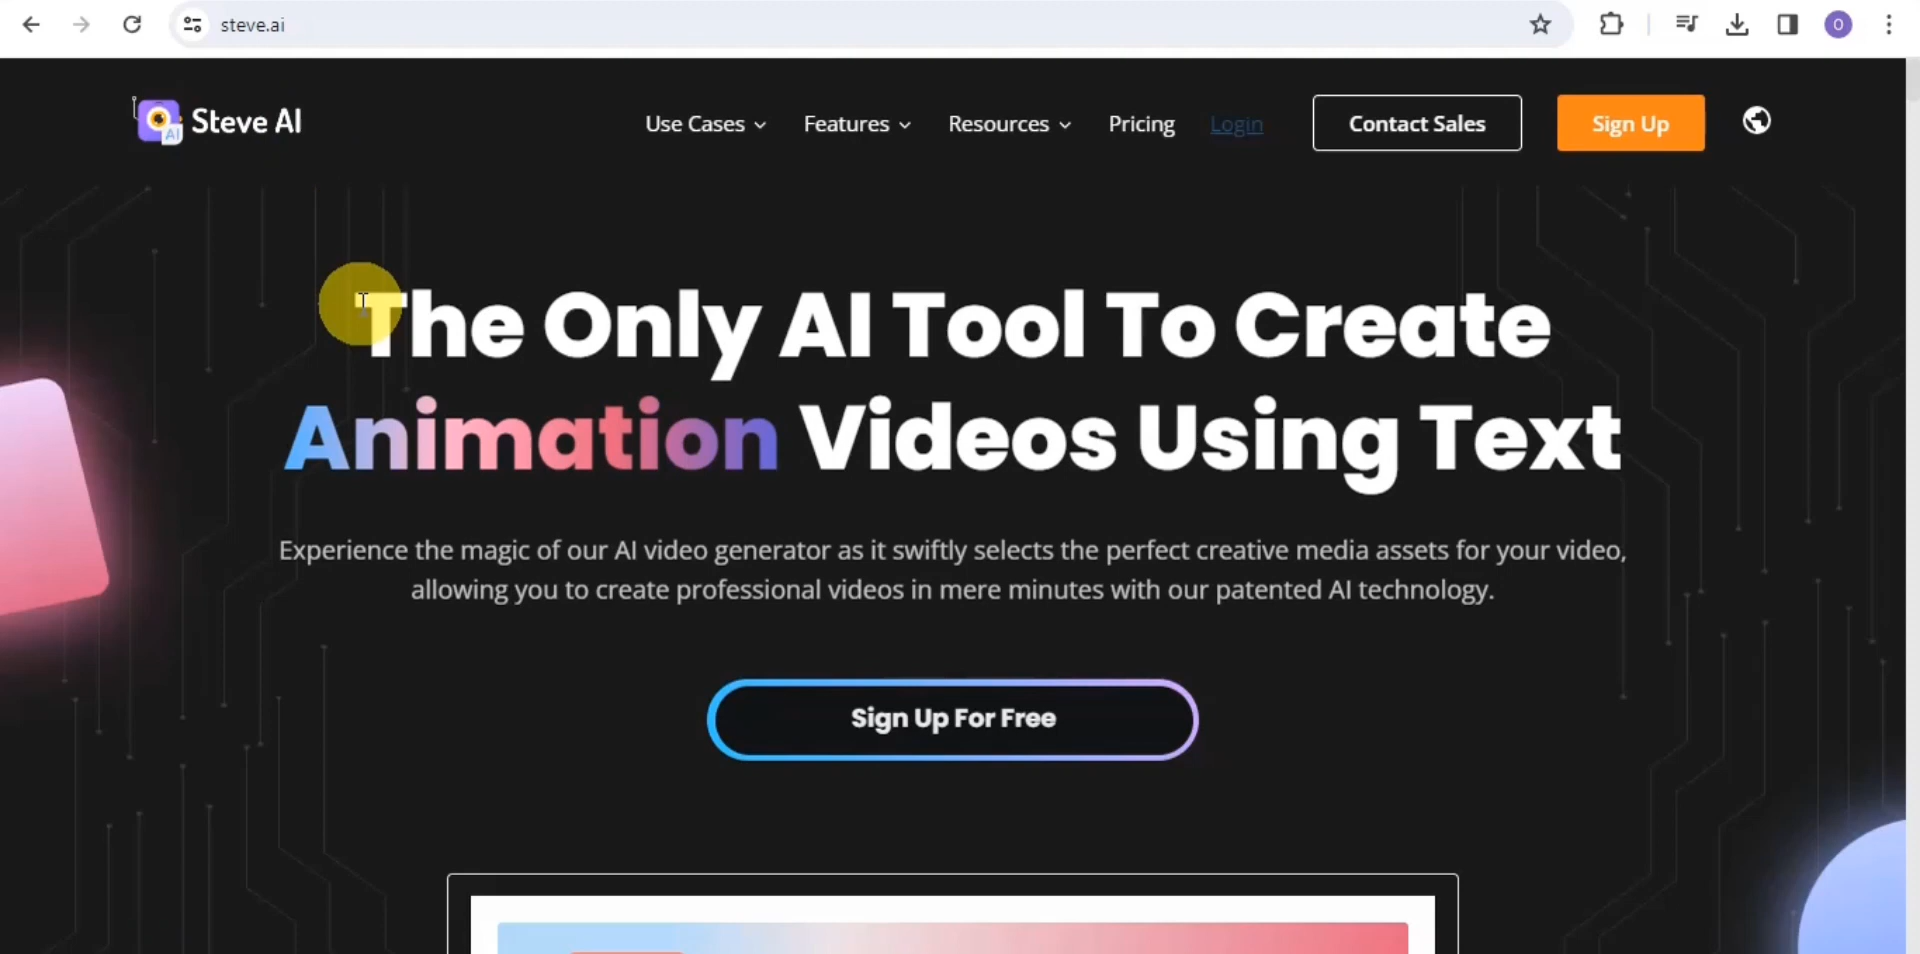 steve.ai
O
AI
Steve AI
Use Cases
Features
Resources
Pricing
Login
Contact Sales
Sign Up
The Only AI Tool To Create
Animation Videos Using Text
Experience the magic of our AI video generator as it swiftly selects the perfect creative media assets for your video,
allowing you to create professional videos in mere minutes with our patented AI technology.
Sign Up For Free